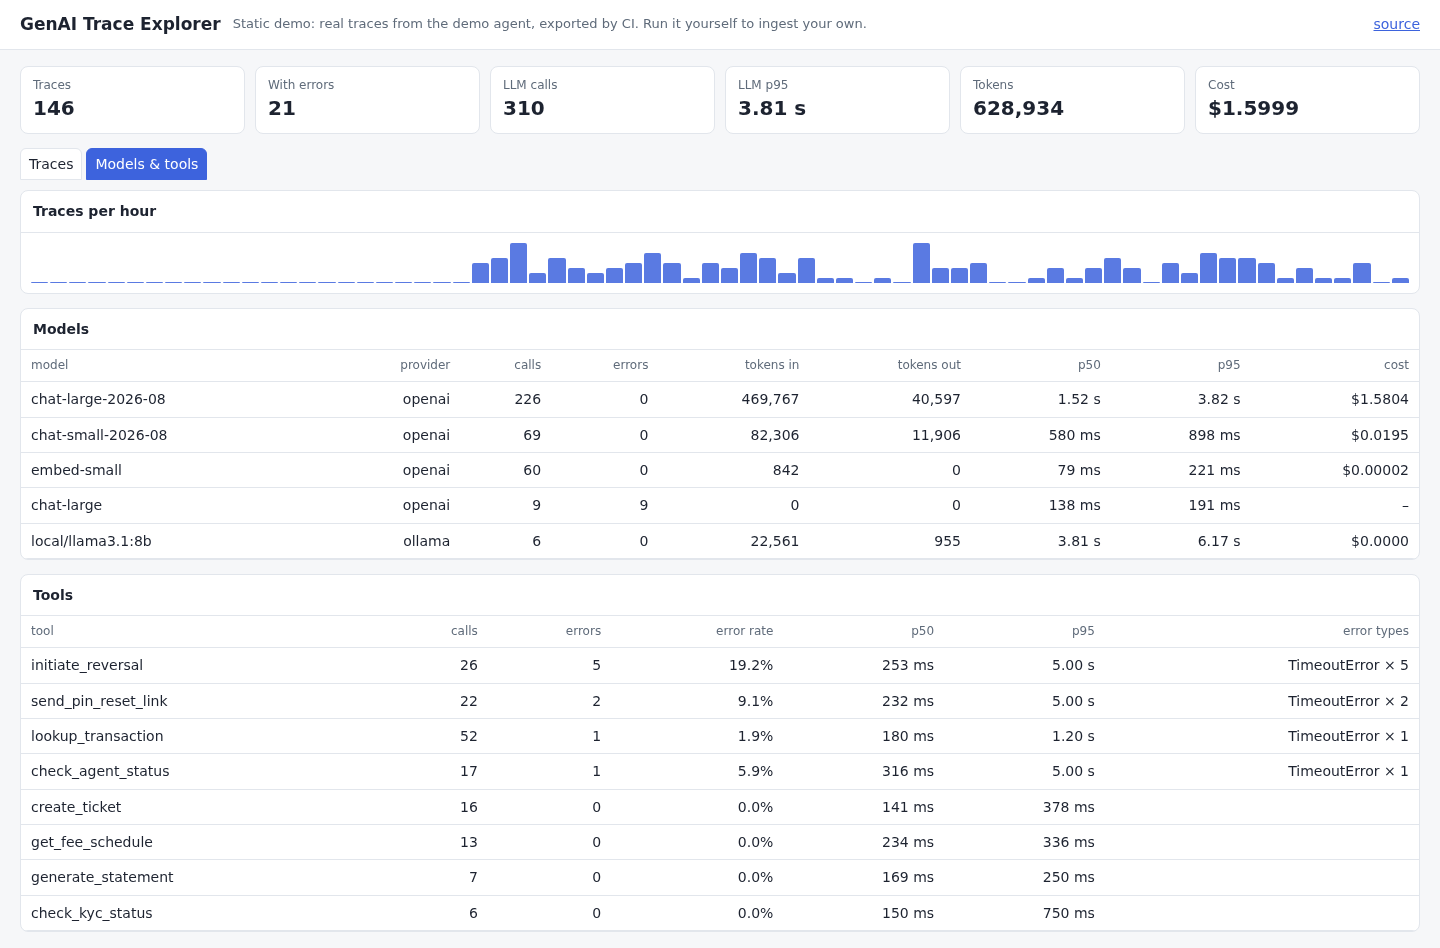 GenAI Trace Explorer Static demo: real traces from the demo agent, exported by CI. Run it yourself to ingest your own. source
Traces With errors LLM calls LLM p95 Tokens Cost
146 21 310 3.81 s 628,934 $1.5999
Traces Models & tools
Traces per hour
Models
model provider calls errors tokens in tokens out p50 p95 cost
chat-large-2026-08 openai 226 0 469,767 40,597 1.52 s 3.82 s $1.5804
chat-small-2026-08 openai 69 0 82,306 11,906 580 ms 898 ms $0.0195
embed-small openai 60 0 842 0 79 ms 221 ms $0.00002
chat-large openai 9 9 0 0 138 ms 191 ms –
local/llama3.1:8b ollama 6 0 22,561 955 3.81 s 6.17 s $0.0000
Tools
tool calls errors error rate p50 p95 error types
initiate_reversal 26 5 19.2% 253 ms 5.00 s TimeoutError × 5
send_pin_reset_link 22 2 9.1% 232 ms 5.00 s TimeoutError × 2
lookup_transaction 52 1 1.9% 180 ms 1.20 s TimeoutError × 1
check_agent_status 17 1 5.9% 316 ms 5.00 s TimeoutError × 1
create_ticket 16 0 0.0% 141 ms 378 ms
get_fee_schedule 13 0 0.0% 234 ms 336 ms
generate_statement 7 0 0.0% 169 ms 250 ms
check_kyc_status 6 0 0.0% 150 ms 750 ms